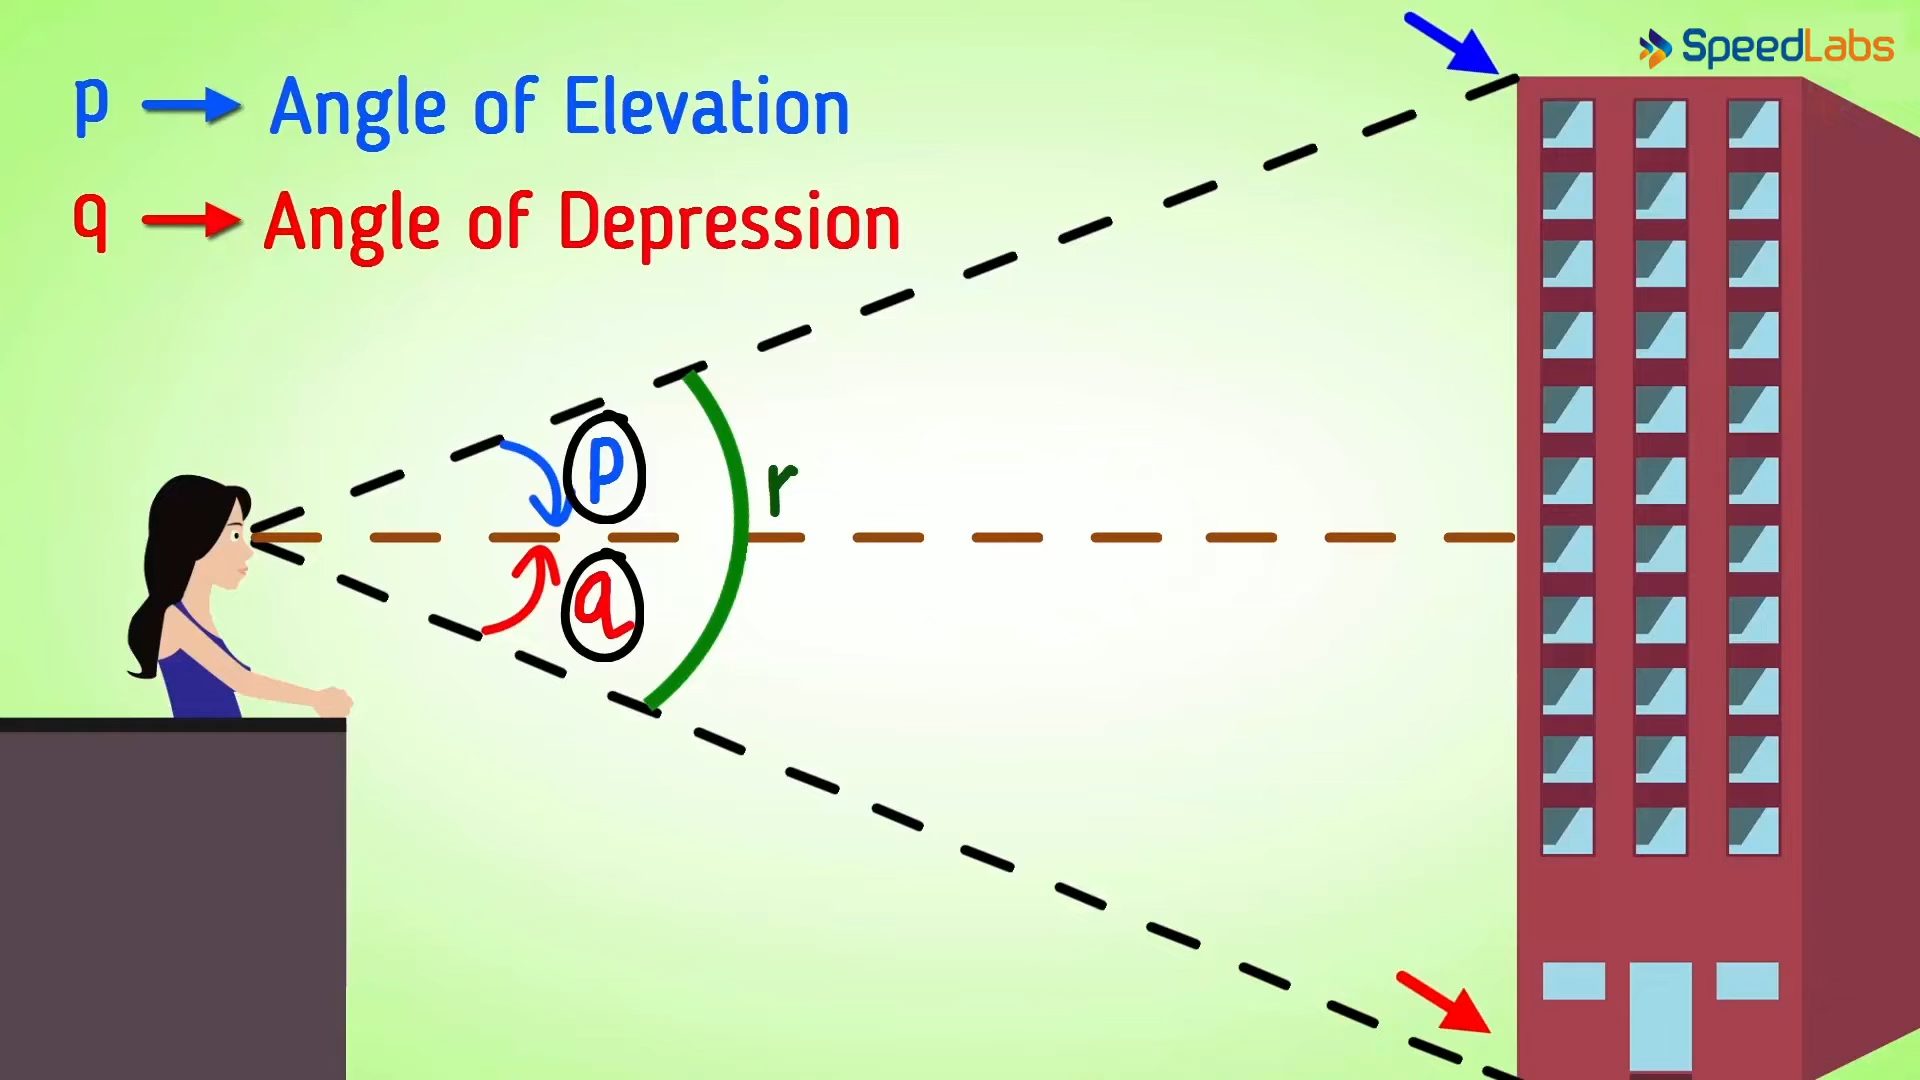 SpeedLabs
p → Angle of Elevation
q → Angle of Depression
p
r
q